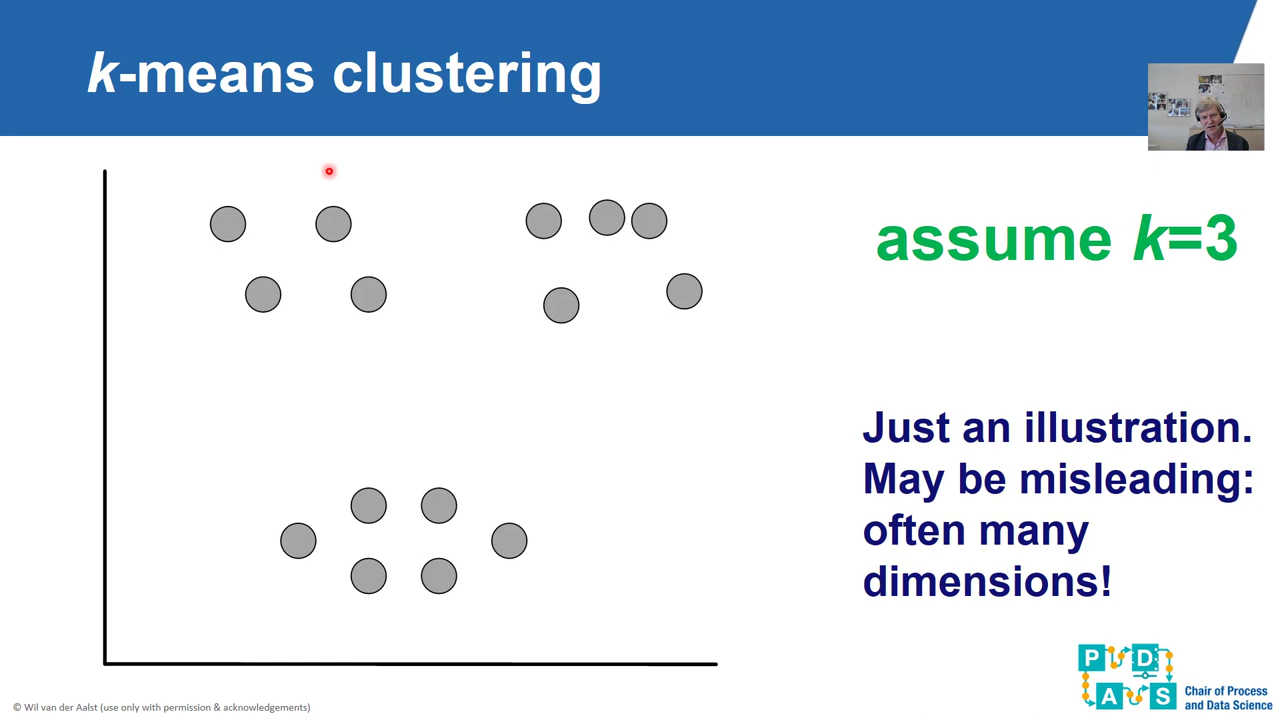 k-means clustering
assume k=3
Just an illustration.
May be misleading:
often many
dimensions!
P D
A S
Chair of Process
and Data Science
© Wil van der Aalst (use only with permission & acknowledgements)